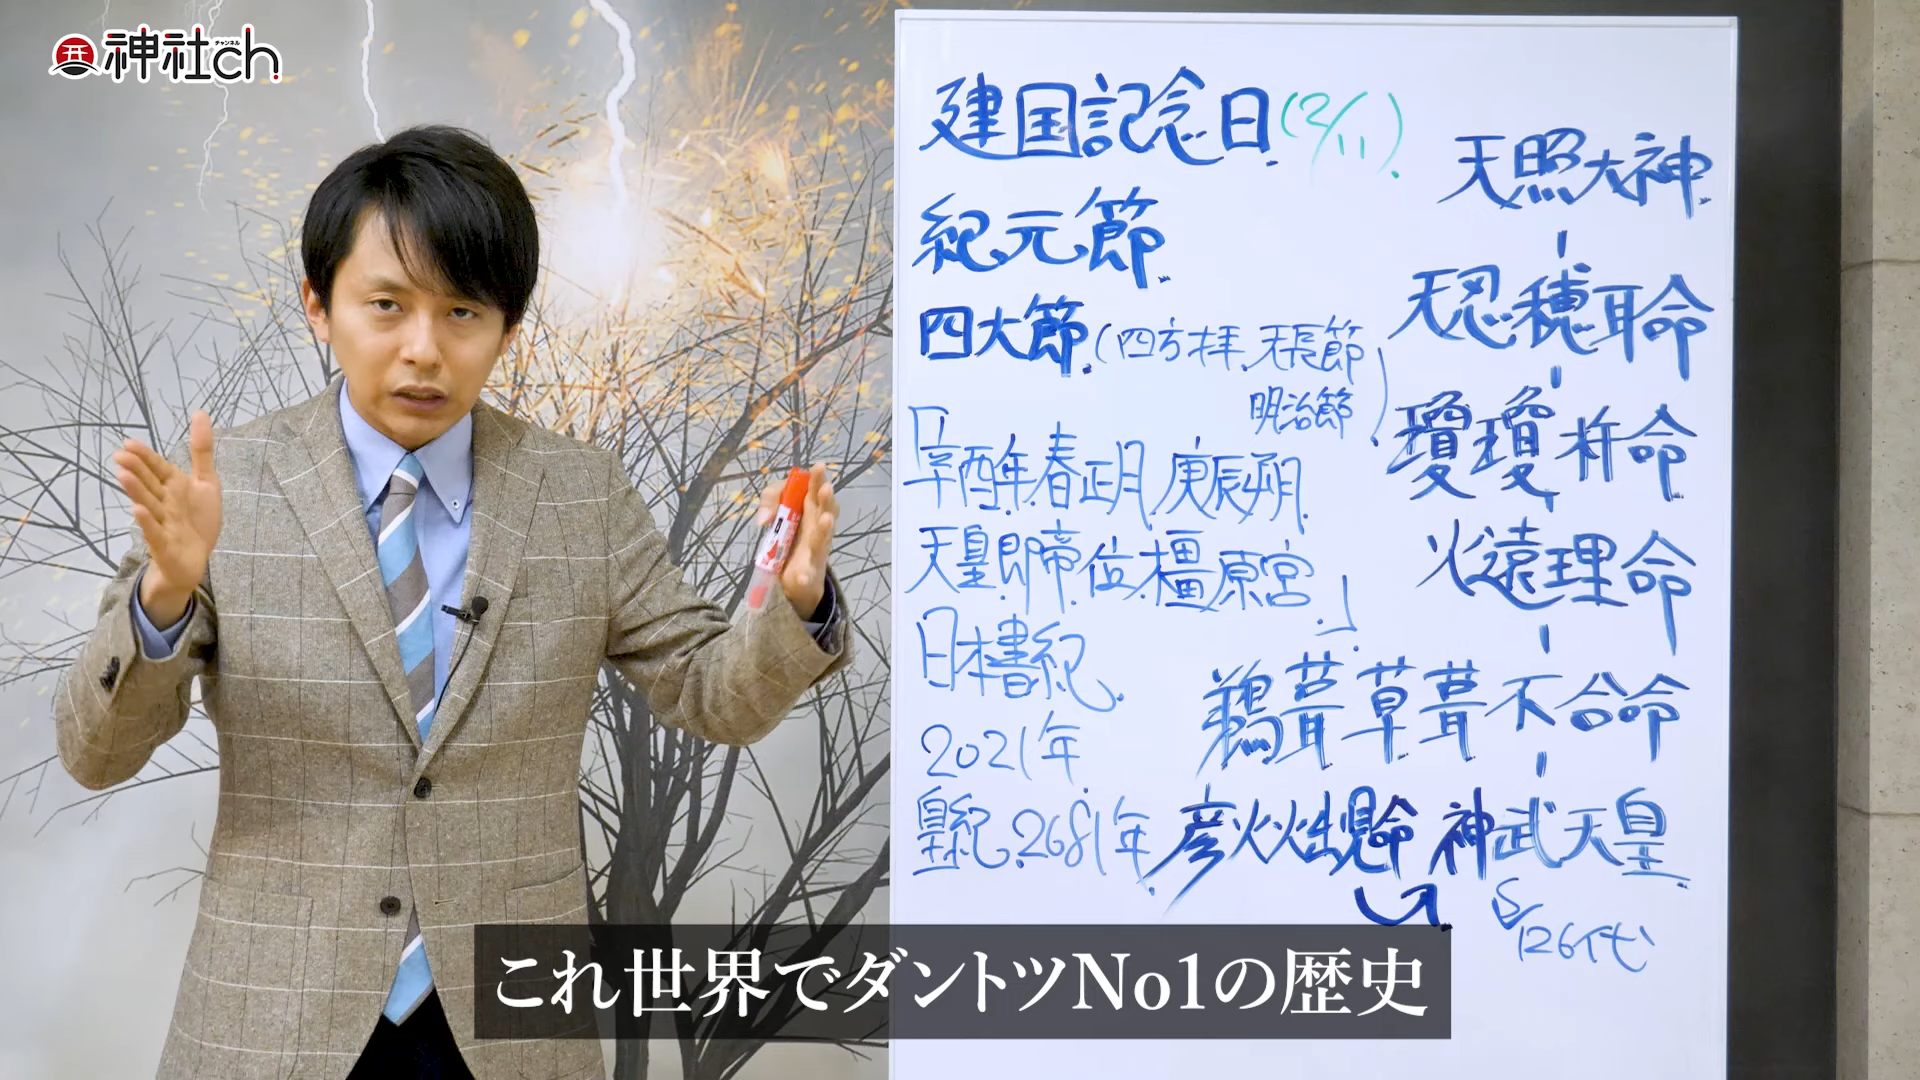 神社ch
チャンネル
建国記念日(2/11).
紀元節.
四大節.(四方拝.天長節
明治節).
「辛酉年春正月庚辰朔
天皇即帝位橿原宮」
日本書紀.
2021年.
皇紀.2681年.
天照大神
天忍穂耳命
瓊瓊杵命
火遠理命
鵜葺草葺不合命
彦火火出見命 神武天皇
126代
これ世界でダントツNo1の歴史